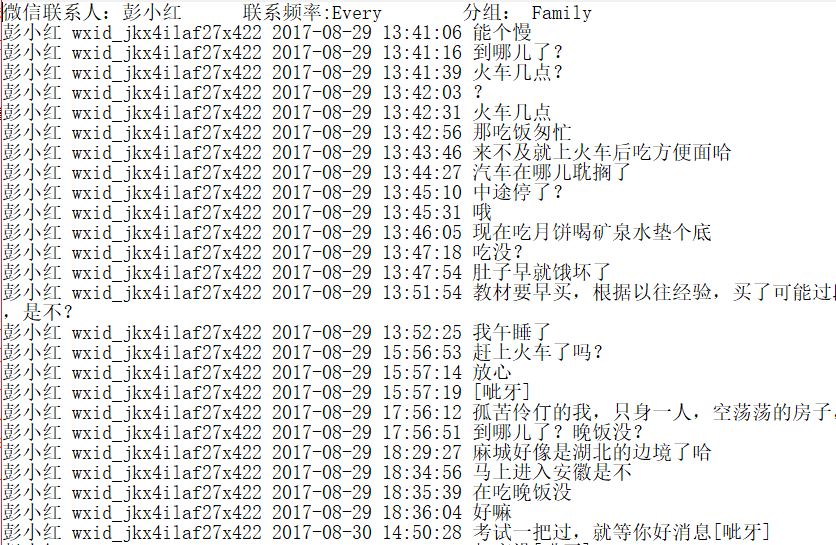 微信联系人：彭小红 联系频率:Every 分组： Family
彭小红 wxid_jkx4ilaf27x422 2017-08-29 13:41:06 能个慢
彭小红 wxid_jkx4ilaf27x422 2017-08-29 13:41:16 到哪儿了？
彭小红 wxid_jkx4ilaf27x422 2017-08-29 13:41:39 火车几点？
彭小红 wxid_jkx4ilaf27x422 2017-08-29 13:42:03 ？
彭小红 wxid_jkx4ilaf27x422 2017-08-29 13:42:31 火车几点
彭小红 wxid_jkx4ilaf27x422 2017-08-29 13:42:56 那吃饭匆忙
彭小红 wxid_jkx4ilaf27x422 2017-08-29 13:43:46 来不及就上火车后吃方便面哈
彭小红 wxid_jkx4ilaf27x422 2017-08-29 13:44:27 汽车在哪儿耽搁了
彭小红 wxid_jkx4ilaf27x422 2017-08-29 13:45:10 中途停了？
彭小红 wxid_jkx4ilaf27x422 2017-08-29 13:45:31 哦
彭小红 wxid_jkx4ilaf27x422 2017-08-29 13:46:05 现在吃月饼喝矿泉水垫个底
彭小红 wxid_jkx4ilaf27x422 2017-08-29 13:47:18 吃没？
彭小红 wxid_jkx4ilaf27x422 2017-08-29 13:47:54 肚子早就饿坏了
彭小红 wxid_jkx4ilaf27x422 2017-08-29 13:51:54 教材要早买，根据以往经验，买了可能过
，是不？
彭小红 wxid_jkx4ilaf27x422 2017-08-29 13:52:25 我午睡了
彭小红 wxid_jkx4ilaf27x422 2017-08-29 15:56:53 赶上火车了吗？
彭小红 wxid_jkx4ilaf27x422 2017-08-29 15:57:14 放心
彭小红 wxid_jkx4ilaf27x422 2017-08-29 15:57:19 [呲牙]
彭小红 wxid_jkx4ilaf27x422 2017-08-29 17:56:12 孤苦伶仃的我，只身一人，空荡荡的房子，
彭小红 wxid_jkx4ilaf27x422 2017-08-29 17:56:51 到哪儿了？晚饭没？
彭小红 wxid_jkx4ilaf27x422 2017-08-29 18:29:27 麻城好像是湖北的边境了哈
彭小红 wxid_jkx4ilaf27x422 2017-08-29 18:34:56 马上进入安徽是不
彭小红 wxid_jkx4ilaf27x422 2017-08-29 18:35:39 在吃晚饭没
彭小红 wxid_jkx4ilaf27x422 2017-08-29 18:36:04 好嘛
彭小红 wxid_jkx4ilaf27x422 2017-08-30 14:50:28 考试一把过，就等你好消息[呲牙]